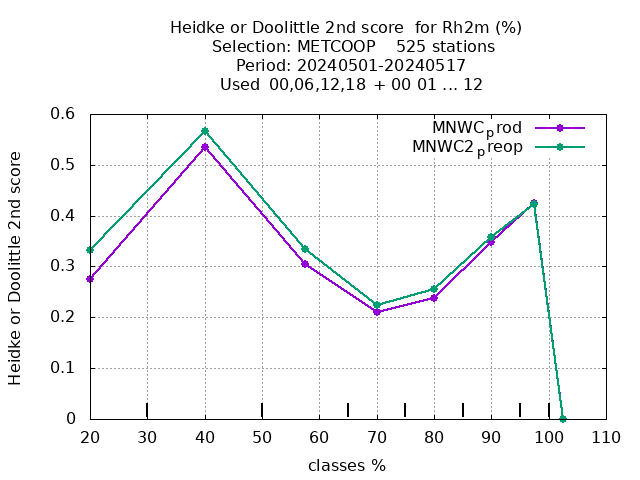 Heidke or Doolittle 2nd score  for Rh2m (%)
Selection: METCOOP    525 stations
Period: 20240501-20240517
Used  00,06,12,18 + 00 01 ... 12
MNWCprod
MNWC2preop
Heidke or Doolittle 2nd score
0.6
0.5
0.4
0.3
0.2
0.1
0
20 30 40 50 60 70 80 90 100 110
classes %